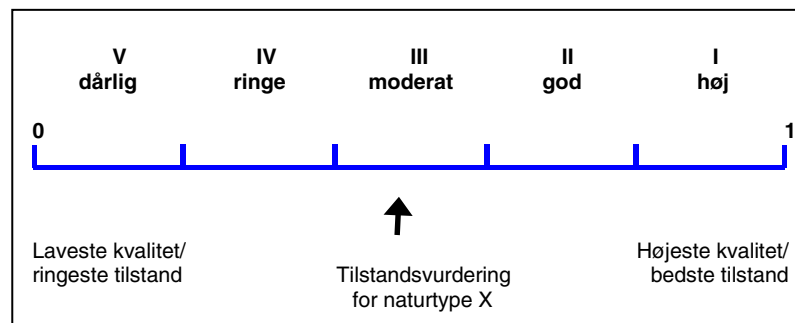 V IV III II I
dårlig ringe moderat god høj
0 1
Laveste kvalitet/
ringeste tilstand
Tilstandsvurdering
for naturtype X
Højeste kvalitet/
bedste tilstand